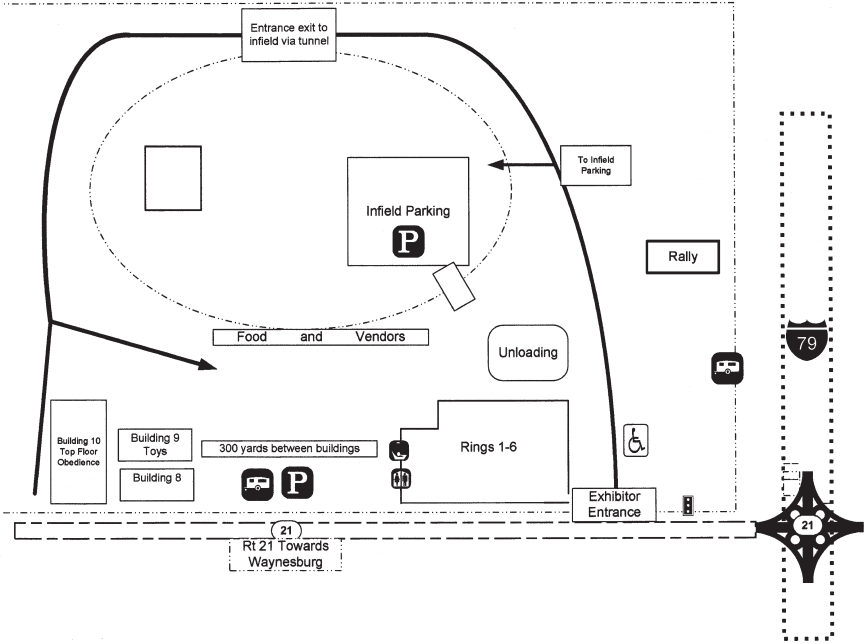 Entrance exit to
infield via tunnel
To Infield
Parking
Infield Parking
P
Rally
Food and Vendors
79
Unloading
Building 10
Top Floor
Obedience
Building 9
Toys
300 yards between buildings
Rings 1-6
Building 8
P
Exhibitor
Entrance
21
21
Rt 21 Towards
Waynesburg